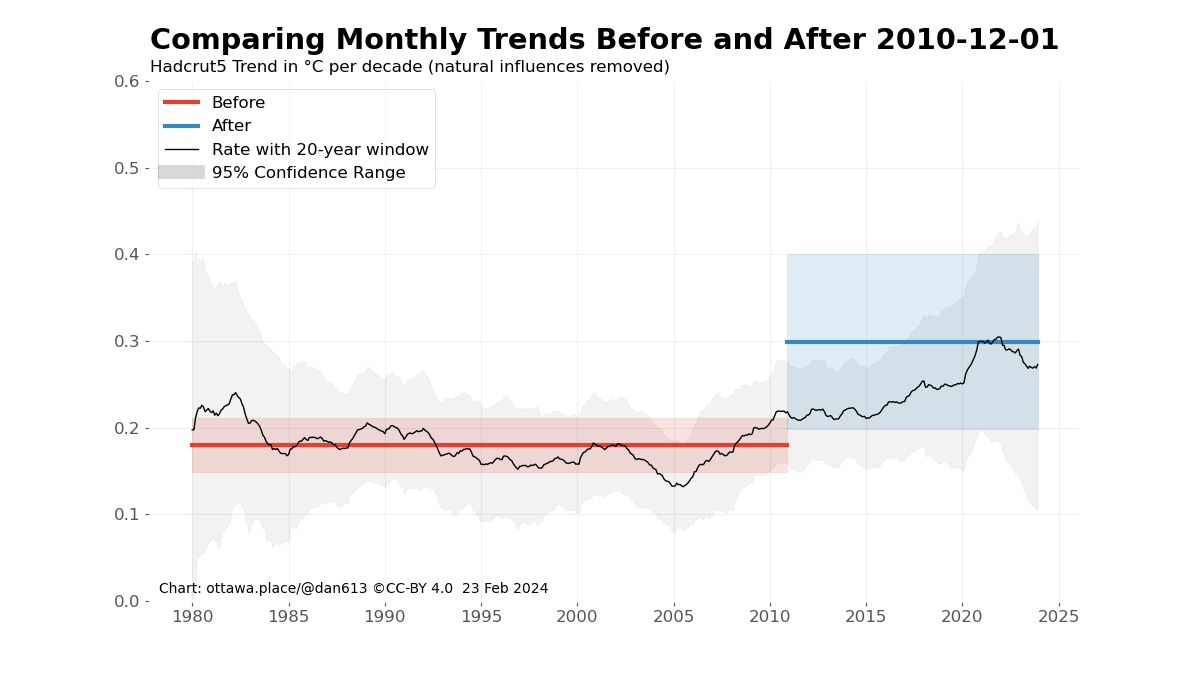 Comparing Monthly Trends Before and After 2010-12-01
Hadcrut5 Trend in °C per decade (natural influences removed)
0.6
Before
After
Rate with 20-year window
95% Confidence Range
0.5
0.4
0.3
0.2
0.1
0.0
Chart: ottawa.place/@dan613 ©CC-BY 4.0  23 Feb 2024
1980 1985 1990 1995 2000 2005 2010 2015 2020 2025